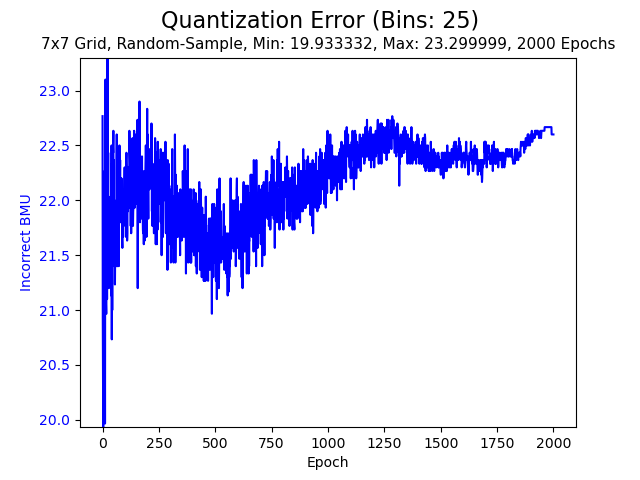 Quantization Error (Bins: 25)
7x7 Grid, Random-Sample, Min: 19.933332, Max: 23.299999, 2000 Epochs
23.0
22.5
22.0
21.5
21.0
20.5
20.0
Incorrect BMU
0 250 500 750 1000 1250 1500 1750 2000
Epoch